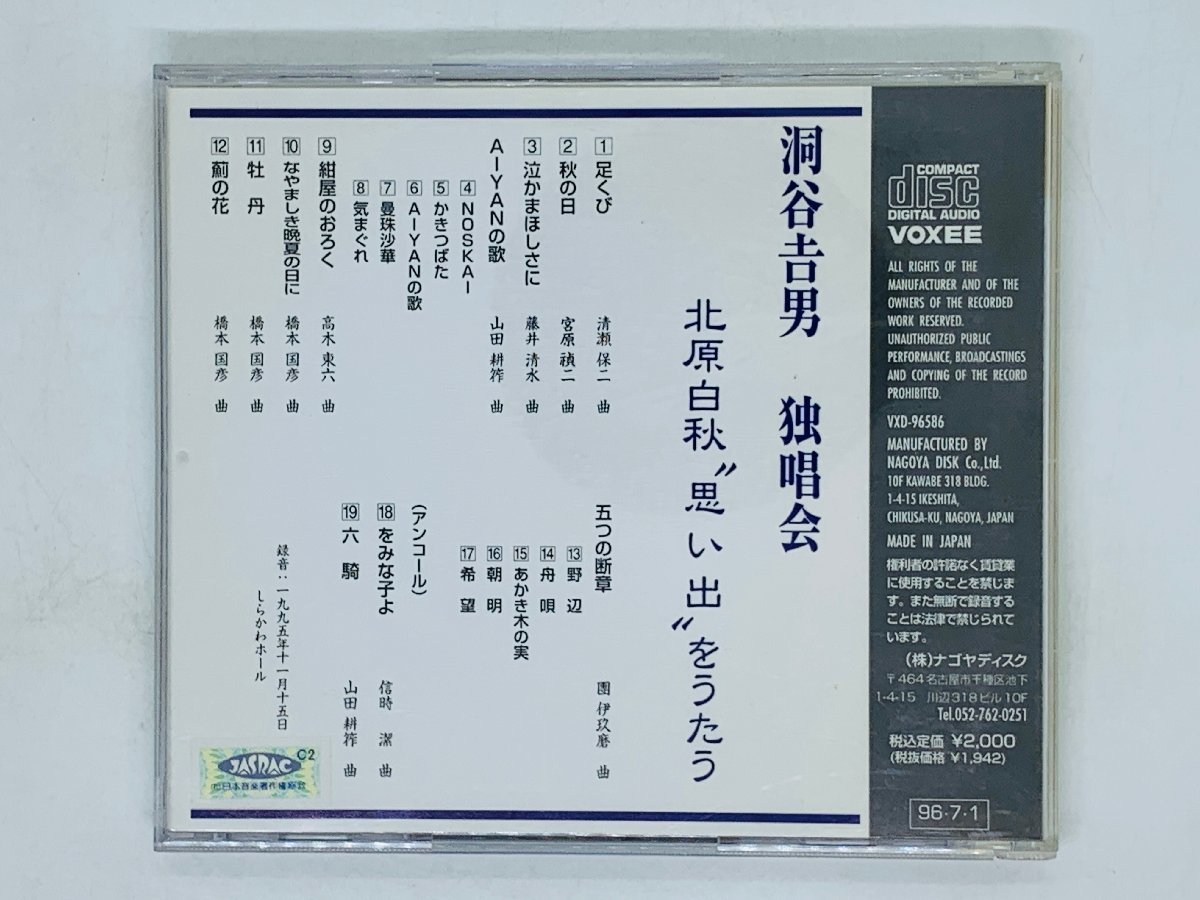 洞谷吉男 独唱会
北原白秋〝思い出〟をうたう
1 足くび 清瀬保二 曲
2 秋の日 宮原禎二 曲
3 泣かまほしさに 藤井清水 曲
AIYANの歌 山田耕筰 曲
4 NOSKAI
5 かきつばた
6 AIYANの歌
7 曼珠沙華
8 気まぐれ
9 紺屋のおろく 高木東六 曲
10 なやましき晩夏の日に 橋本国彦 曲
11 牡丹 橋本国彦 曲
12 薊の花 橋本国彦 曲
五つの断章 團伊玖磨 曲
13 野辺
14 舟唄
15 あかき木の実
16 朝明
17 希望
(アンコール)
18 をみな子よ 信時潔 曲
19 六騎 山田耕筰 曲
録音:一九九五年十一月十五日
しらかわホール
JASRAC
C2
COMPACT
disc
DIGITAL AUDIO
VOXEE
ALL RIGHTS OF THE
MANUFACTURER AND OF THE
OWNERS OF THE RECORDED
WORK RESERVED.
UNAUTHORIZED PUBLIC
PERFORMANCE, BROADCASTINGS
AND COPYING OF THE RECORD
PROHIBITED.
VXD-96586
MANUFACTURED BY
NAGOYA DISK Co.,Ltd.
10F KAWABE 318 BLDG.
1-4-15 IKESHITA,
CHIKUSA-KU, NAGOYA, JAPAN
MADE IN JAPAN
権利者の許諾なく賃貸業
に使用することを禁じま
す。また無断で録音する
ことは法律で禁じられて
います。
(株)ナゴヤディスク
〒464 名古屋市千種区池下
1-4-15 川辺318ビル10F
Tel.052-762-0251
税込定価 ¥2,000
(税抜価格 ¥1,942)
96・7・1